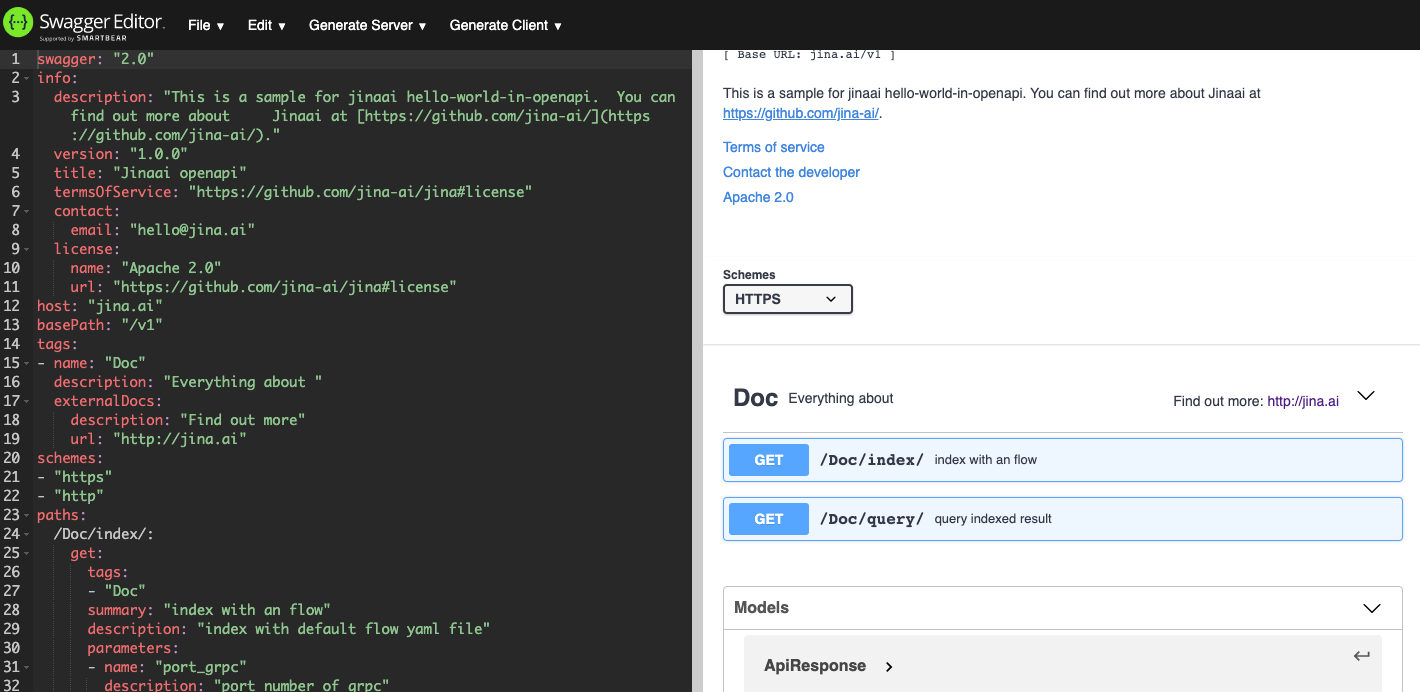 {···} Swagger Editor.
Supported by SMARTBEAR
File ▼ Edit ▼ Generate Server ▼ Generate Client ▼
1 swagger: "2.0"
2 info:
3 description: "This is a sample for jinaai hello-world-in-openapi.  You can
find out more about     Jinaai at [https://github.com/jina-ai/](https
://github.com/jina-ai/)."
4 version: "1.0.0"
5 title: "Jinaai openapi"
6 termsOfService: "https://github.com/jina-ai/jina#license"
7 contact:
8 email: "hello@jina.ai"
9 license:
10 name: "Apache 2.0"
11 url: "https://github.com/jina-ai/jina#license"
12 host: "jina.ai"
13 basePath: "/v1"
14 tags:
15 - name: "Doc"
16 description: "Everything about "
17 externalDocs:
18 description: "Find out more"
19 url: "http://jina.ai"
20 schemes:
21 - "https"
22 - "http"
23 paths:
24 /Doc/index/:
25 get:
26 tags:
27 - "Doc"
28 summary: "index with an flow"
29 description: "index with default flow yaml file"
30 parameters:
31 - name: "port_grpc"
32 description: "port number of grpc"
[ Base URL: jina.ai/v1 ]
This is a sample for jinaai hello-world-in-openapi. You can find out more about Jinaai at
https://github.com/jina-ai/.
Terms of service
Contact the developer
Apache 2.0
Schemes
HTTPS
Doc Everything about Find out more: http://jina.ai
GET /Doc/index/ index with an flow
GET /Doc/query/ query indexed result
Models
ApiResponse